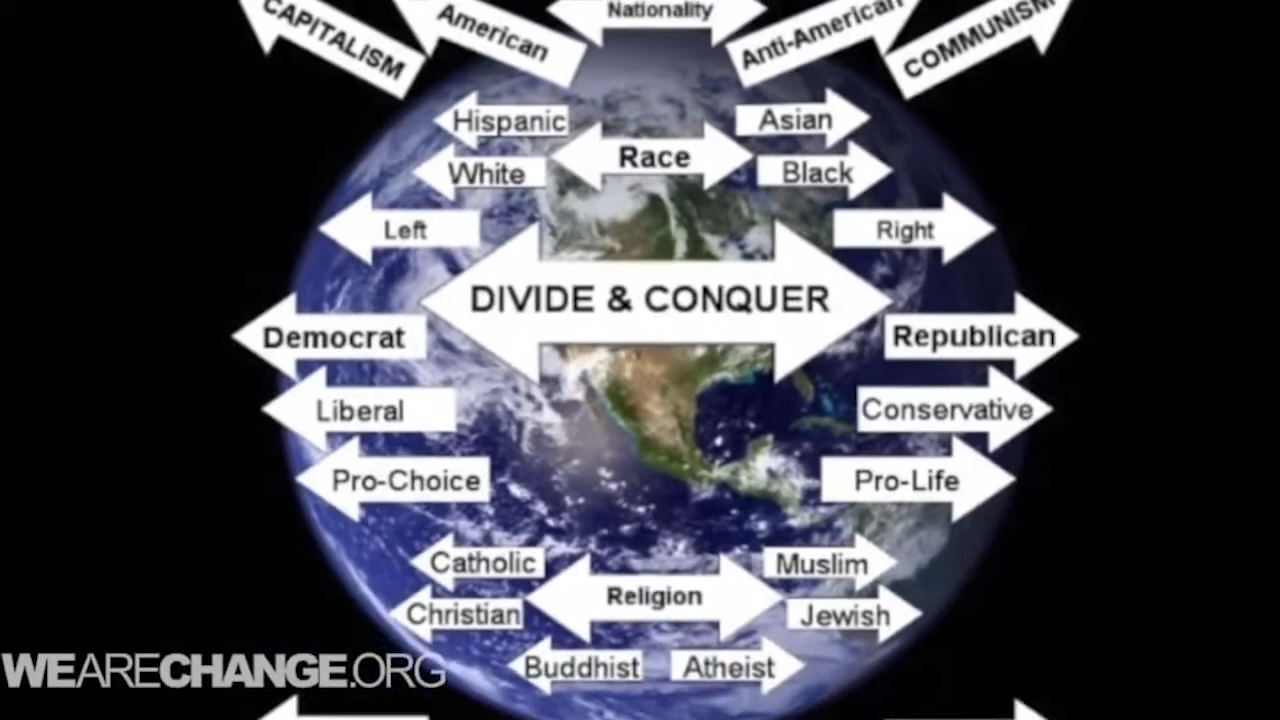 Nationality
CAPITALISM
American
Anti-American
COMMUNISM
Hispanic
Asian
Race
White
Black
Left
Right
DIVIDE & CONQUER
Democrat
Republican
Liberal
Conservative
Pro-Choice
Pro-Life
Catholic
Muslim
Religion
Christian
Jewish
Buddhist
Atheist
WEARECHANGE.ORG